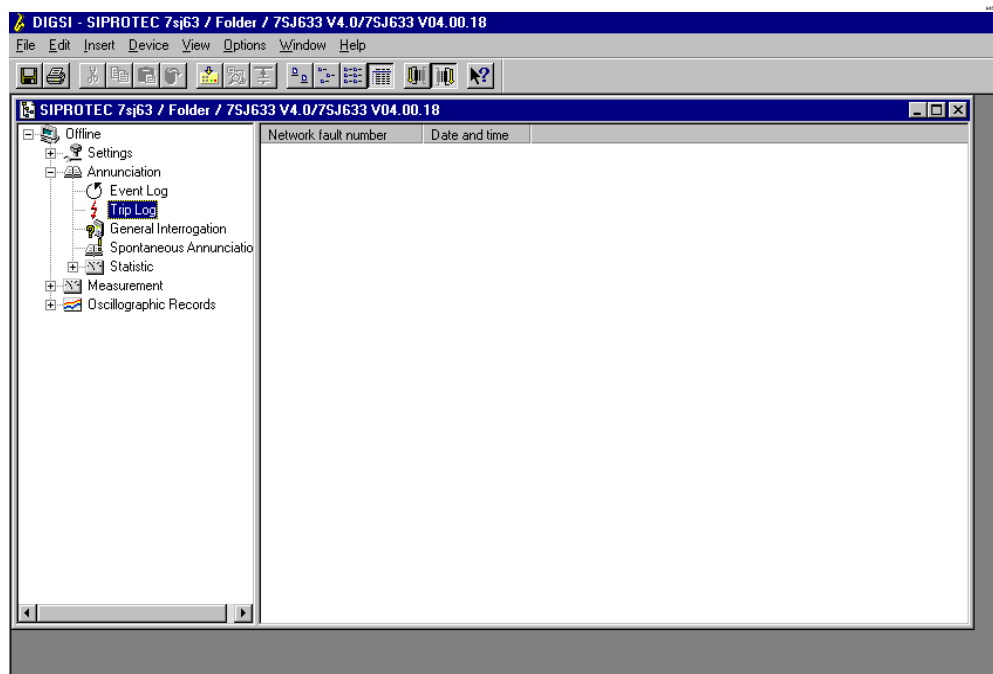 DIGSI - SIPROTEC 7sj63 / Folder / 7SJ633 V4.0/7SJ633 V04.00.18
File Edit Insert Device View Options Window Help
SIPROTEC 7sj63 / Folder / 7SJ633 V4.0/7SJ633 V04.00.18
Offline
Settings
Annunciation
Event Log
Trip Log
General Interrogation
Spontaneous Annunciatio
Statistic
Measurement
Oscillographic Records
Network fault number Date and time